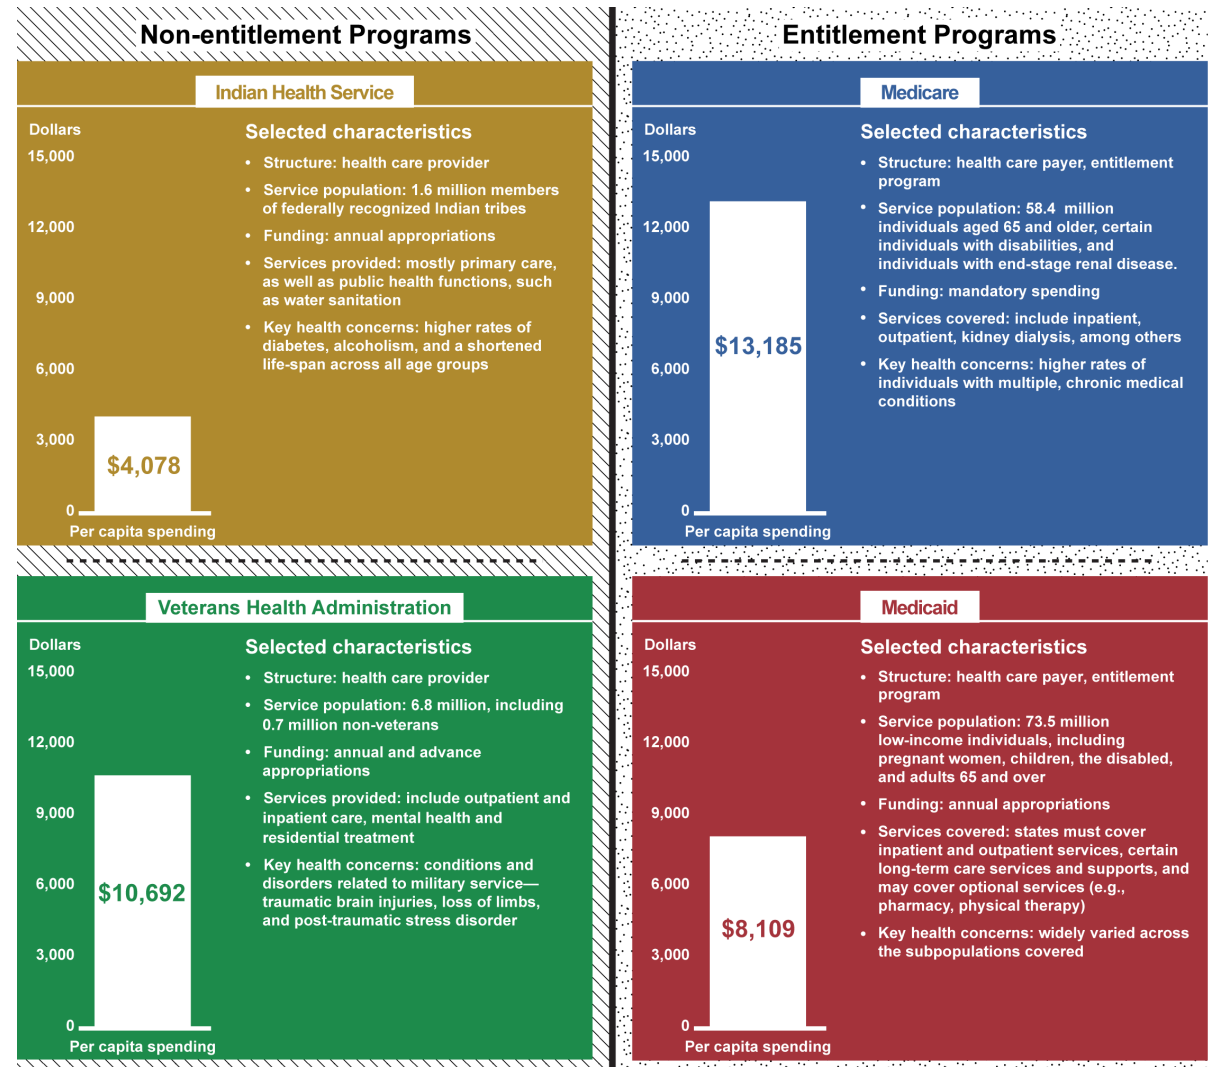 Non-entitlement Programs
Indian Health Service
Dollars
15,000
12,000
9,000
6,000
3,000
0
$4,078
Per capita spending
Selected characteristics
• Structure: health care provider
• Service population: 1.6 million members
of federally recognized Indian tribes
• Funding: annual appropriations
• Services provided: mostly primary care,
as well as public health functions, such
as water sanitation
• Key health concerns: higher rates of
diabetes, alcoholism, and a shortened
life-span across all age groups
Veterans Health Administration
Dollars
15,000
12,000
9,000
6,000
3,000
0
$10,692
Per capita spending
Selected characteristics
• Structure: health care provider
• Service population: 6.8 million, including
0.7 million non-veterans
• Funding: annual and advance
appropriations
• Services provided: include outpatient and
inpatient care, mental health and
residential treatment
• Key health concerns: conditions and
disorders related to military service—
traumatic brain injuries, loss of limbs,
and post-traumatic stress disorder
Entitlement Programs
Medicare
Dollars
15,000
12,000
9,000
6,000
3,000
0
$13,185
Per capita spending
Selected characteristics
• Structure: health care payer, entitlement
program
• Service population: 58.4 million
individuals aged 65 and older, certain
individuals with disabilities, and
individuals with end-stage renal disease.
• Funding: mandatory spending
• Services covered: include inpatient,
outpatient, kidney dialysis, among others
• Key health concerns: higher rates of
individuals with multiple, chronic medical
conditions
Medicaid
Dollars
15,000
12,000
9,000
6,000
3,000
0
$8,109
Per capita spending
Selected characteristics
• Structure: health care payer, entitlement
program
• Service population: 73.5 million
low-income individuals, including
pregnant women, children, the disabled,
and adults 65 and over
• Funding: annual appropriations
• Services covered: states must cover
inpatient and outpatient services, certain
long-term care services and supports, and
may cover optional services (e.g.,
pharmacy, physical therapy)
• Key health concerns: widely varied across
the subpopulations covered